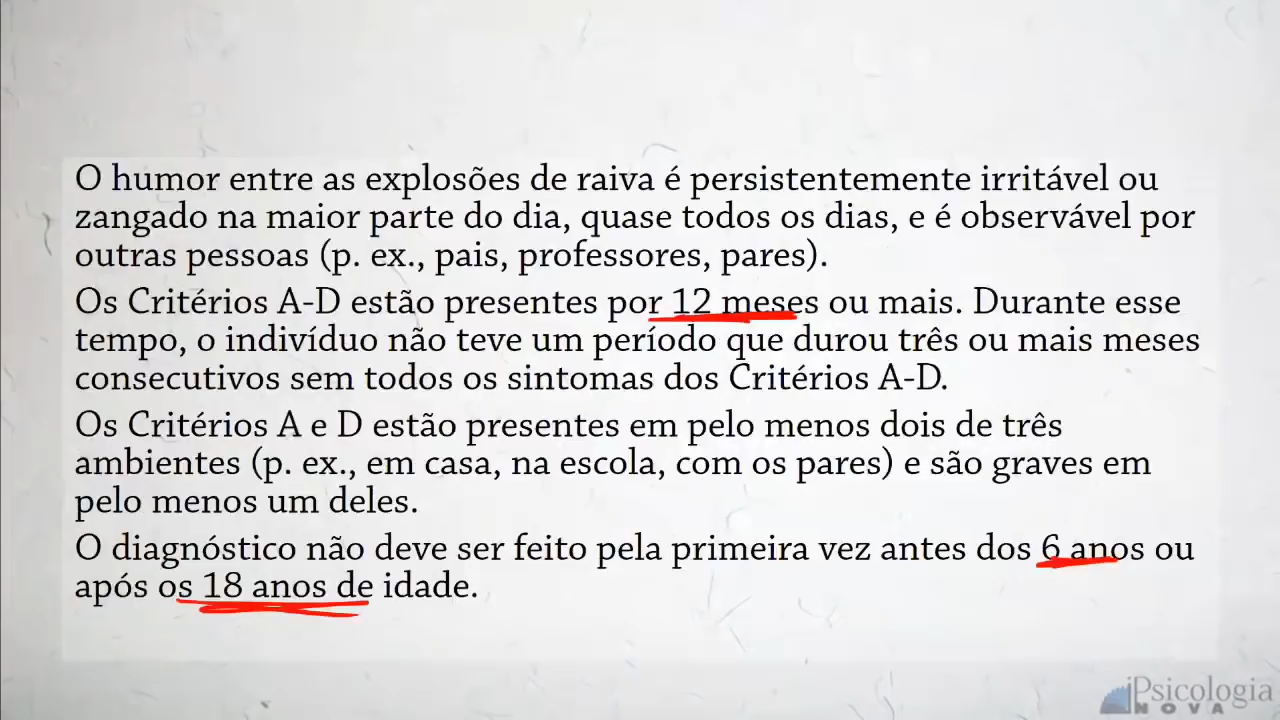 O humor entre as explosões de raiva é persistentemente irritável ou
zangado na maior parte do dia, quase todos os dias, e é observável por
outras pessoas (p. ex., pais, professores, pares).
Os Critérios A-D estão presentes por 12 meses ou mais. Durante esse
tempo, o indivíduo não teve um período que durou três ou mais meses
consecutivos sem todos os sintomas dos Critérios A-D.
Os Critérios A e D estão presentes em pelo menos dois de três
ambientes (p. ex., em casa, na escola, com os pares) e são graves em
pelo menos um deles.
O diagnóstico não deve ser feito pela primeira vez antes dos 6 anos ou
após os 18 anos de idade.
Psicologia
NOVA